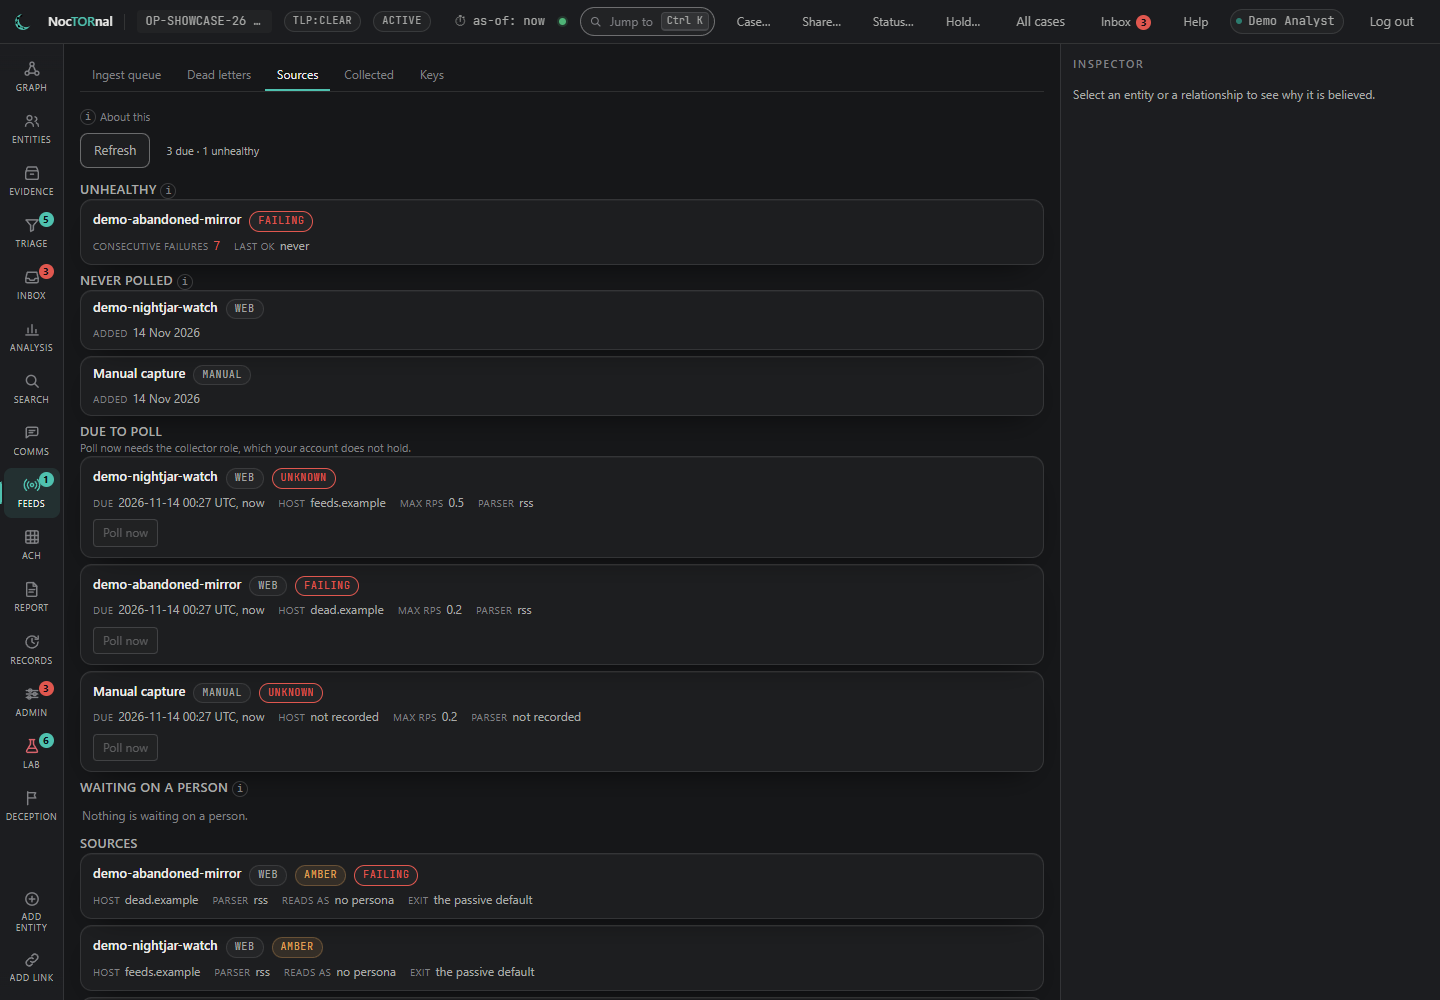 NocTORnal
OP-SHOWCASE-26 …
TLP:CLEAR
ACTIVE
as-of: now
Jump to
Ctrl K
Case...
Share...
Status...
Hold...
All cases
Inbox 3
Help
Demo Analyst
Log out
GRAPH
ENTITIES
EVIDENCE
5
TRIAGE
3
INBOX
ANALYSIS
SEARCH
COMMS
1
FEEDS
ACH
REPORT
RECORDS
3
ADMIN
6
LAB
DECEPTION
ADD
ENTITY
ADD LINK
Ingest queue
Dead letters
Sources
Collected
Keys
i About this
Refresh
3 due · 1 unhealthy
UNHEALTHY i
demo-abandoned-mirror FAILING
CONSECUTIVE FAILURES 7 LAST OK never
NEVER POLLED i
demo-nightjar-watch WEB
ADDED 14 Nov 2026
Manual capture MANUAL
ADDED 14 Nov 2026
DUE TO POLL
Poll now needs the collector role, which your account does not hold.
demo-nightjar-watch WEB UNKNOWN
DUE 2026-11-14 00:27 UTC, now HOST feeds.example MAX RPS 0.5 PARSER rss
Poll now
demo-abandoned-mirror WEB FAILING
DUE 2026-11-14 00:27 UTC, now HOST dead.example MAX RPS 0.2 PARSER rss
Poll now
Manual capture MANUAL UNKNOWN
DUE 2026-11-14 00:27 UTC, now HOST not recorded MAX RPS 0.2 PARSER not recorded
Poll now
WAITING ON A PERSON i
Nothing is waiting on a person.
SOURCES
demo-abandoned-mirror WEB AMBER FAILING
HOST dead.example PARSER rss READS AS no persona EXIT the passive default
demo-nightjar-watch WEB AMBER
HOST feeds.example PARSER rss READS AS no persona EXIT the passive default
INSPECTOR
Select an entity or a relationship to see why it is believed.